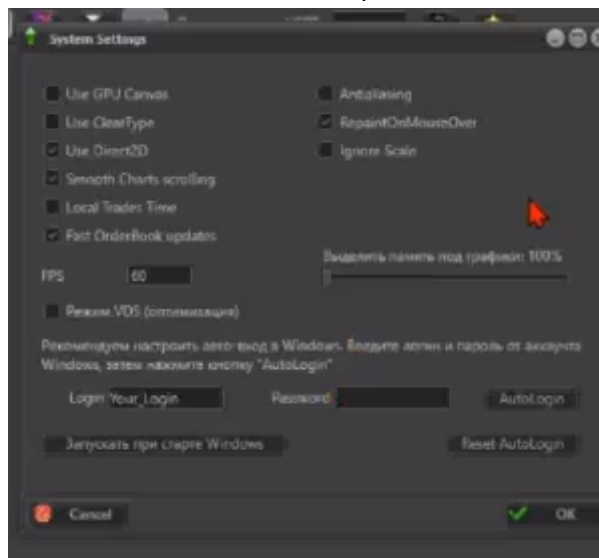 System Settings
Use GPU Canvas
Antialiasing
Use ClearType
RepaintOnMouseOver
Use Direct2D
Ignore Scale
Smooth Charts scrolling
Local Trades Time
Fast OrderBook updates
Выделить память под графики: 100%
FPS 60
Режим VDS (оптимизация)
Рекомендуем настроить авто-вход в Windows. Введите логин и пароль от аккаунта
Windows, затем нажмите кнопку "AutoLogin"
Login Your_Login Password AutoLogin
Запускать при старте Windows Reset AutoLogin
Cancel OK